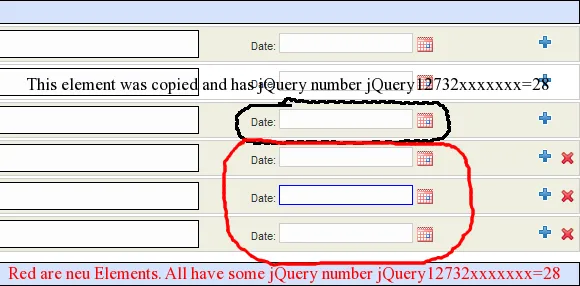 Date:
This element was copied and has jQuery number jQuery12732xxxxxxx=28
Date:
Date:
Date:
Date:
Date:
Red are neu Elements. All have some jQuery number jQuery12732xxxxxxx=28